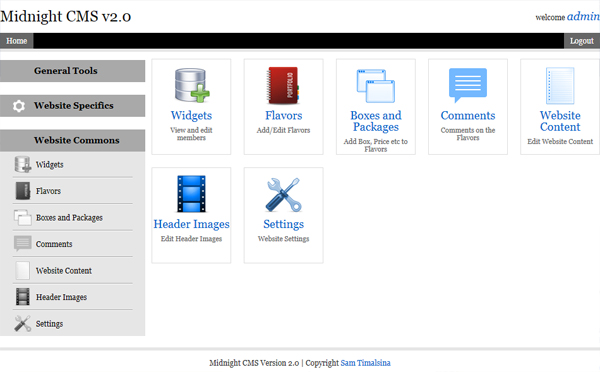 Midnight CMS v2.0
welcome admin
Home
Logout
General Tools
Website Specifics
Website Commons
Widgets
Flavors
Boxes and Packages
Comments
Website Content
Header Images
Settings
Widgets
View and edit
members
PORTFOLIO
Flavors
Add/Edit Flavors
Boxes and
Packages
Add Box, Price etc to
Flavors
Comments
Comments on the
Flavors
Website
Content
Edit Website Content
Header Images
Edit Header Images
Settings
Website Settings
Midnight CMS Version 2.0 | Copyright Sam Timalsina